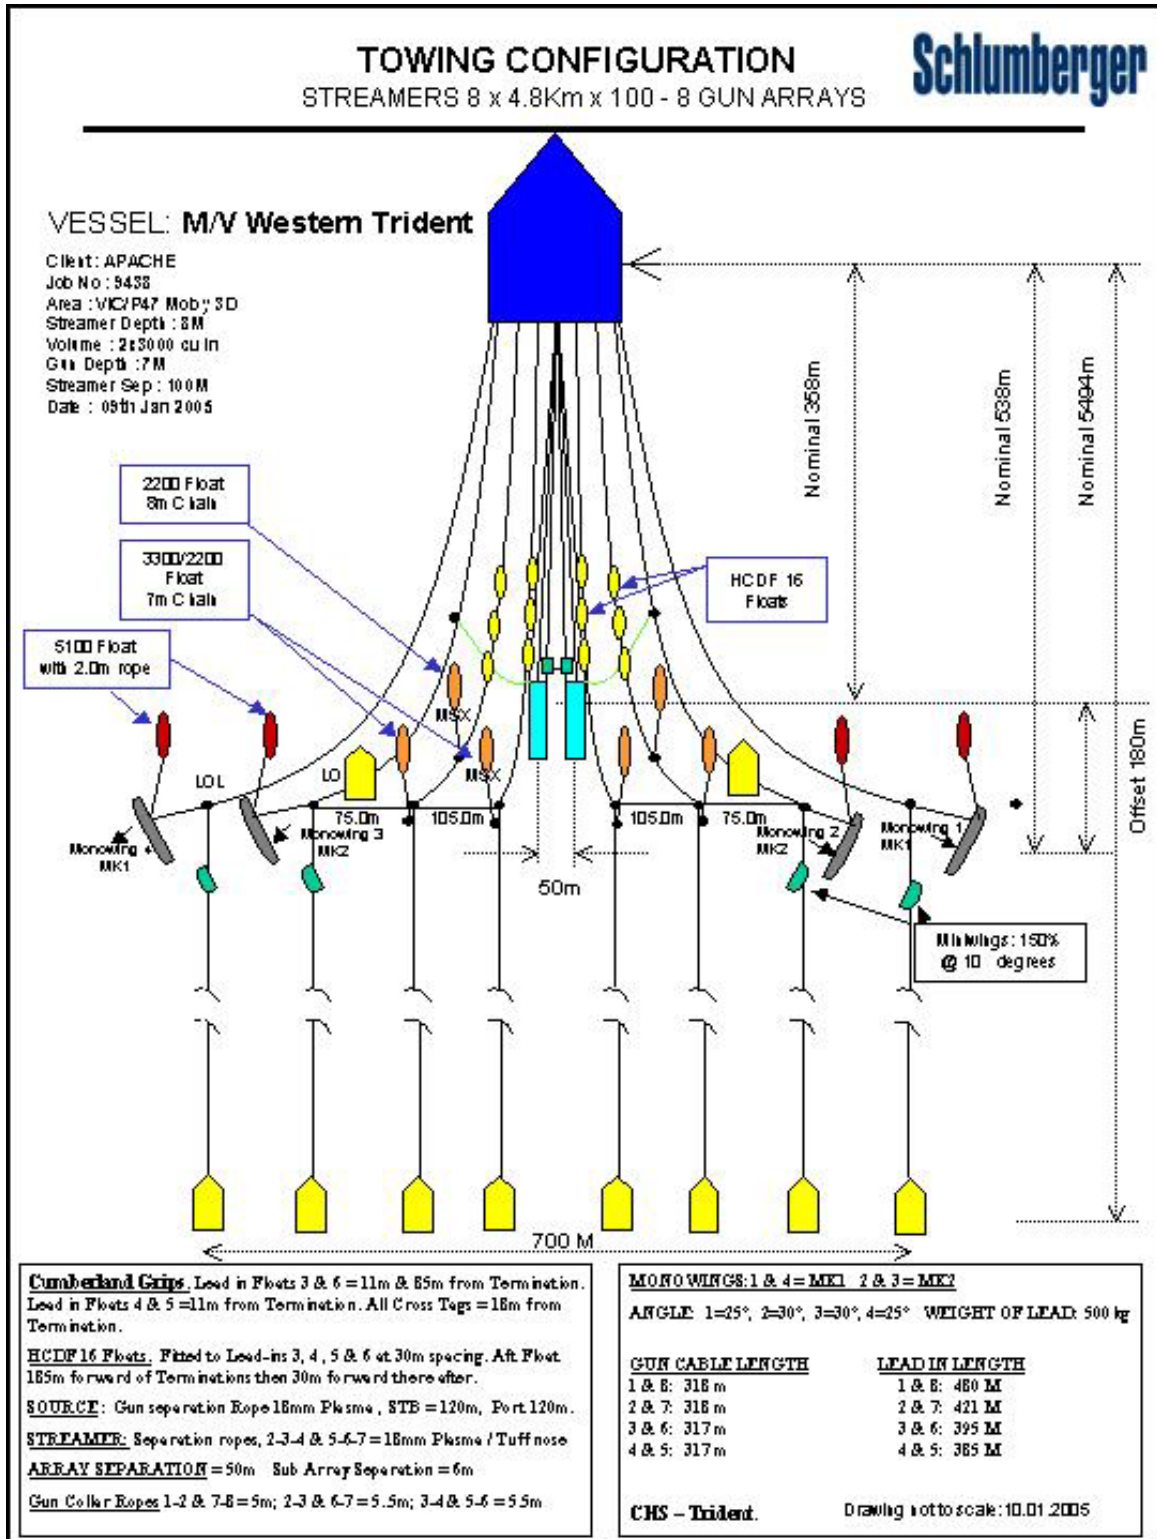 TOWING CONFIGURATION
STREAMERS 8 x 4.8Km x 100 - 8 GUN ARRAYS
Schlumberger
VESSEL: M/V Western Trident
Client: APACHE
Job No : 9438
Area : VIC/P47 Moby 3D
Streamer Depth : 8M
Volume : 2x3000 cu in
Gun Depth : 7M
Streamer Sep : 100M
Date : 09th Jan 2005
Nominal 358m
Nominal 538m
Nominal 5494m
Offset 180m
2200 Float
8m Chain
3300/2200
Float
7m Chain
5100 Float
with 2.0m rope
HCDF 16
Floats
MSX
MSX
LOL
LO
75.0m
105.0m
105.0m
75.0m
Monowing 4
MK1
Monowing 3
MK2
Monowing 2
MK2
Monowing 1
MK1
50m
Miniwings: 150%
@ 10 degrees
700 M
Cumberland Grips. Lead in Floats 3 & 6 = 11m & 85m from Termination.
Lead in Floats 4 & 5 =11m from Termination. All Cross Tags = 18m from
Termination.
HCDF 16 Floats. Fitted to Lead-ins 3, 4, 5 & 6 at 30m spacing. Aft Float
185m forward of Terminations then 30m forward there after.
SOURCE: Gun separation Rope 18mm Plasma , STB = 120m, Port 120m.
STREAMER: Separation ropes, 2-3-4 & 5-6-7 = 18mm Plasma / Tuffnose
ARRAY SEPARATION = 50m Sub Array Separation = 6m
Gun Collar Ropes 1-2 & 7-8 = 5m; 2-3 & 6-7 = 5.5m; 3-4 & 5-6 = 5.5m
MONOWINGS: 1 & 4 = MK1 2 & 3 = MK2
ANGLE: 1=25°, 2=30°, 3=30°, 4=25° WEIGHT OF LEAD: 500 kg
GUN CABLE LENGTH
1 & 8: 318 m
2 & 7: 318 m
3 & 6: 317 m
4 & 5: 317 m
LEAD IN LENGTH
1 & 8: 480 M
2 & 7: 421 M
3 & 6: 395 M
4 & 5: 385 M
CHS – Trident.
Drawing not to scale: 10.01.2005